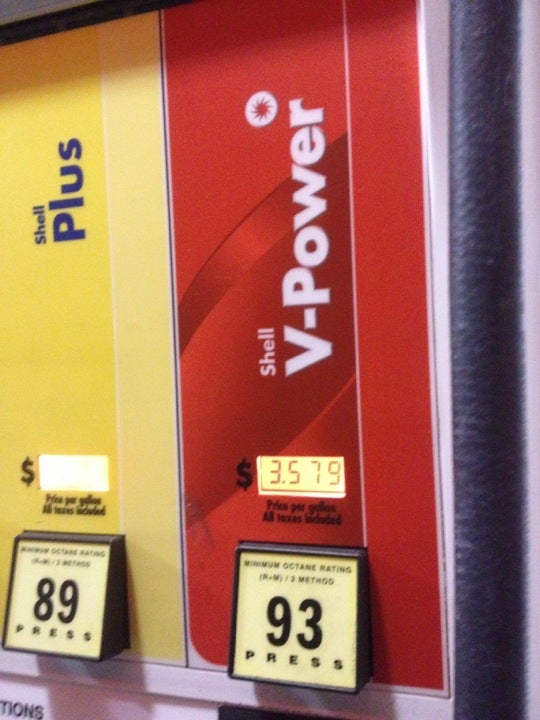 Shell
Plus
$
Price per gallon
All taxes included
MINIMUM OCTANE RATING
(R+M) / 2 METHOD
89
PRESS
Shell
V-Power
$ 3.579
Price per gallon
All taxes included
MINIMUM OCTANE RATING
(R+M) / 2 METHOD
93
PRESS
TIONS